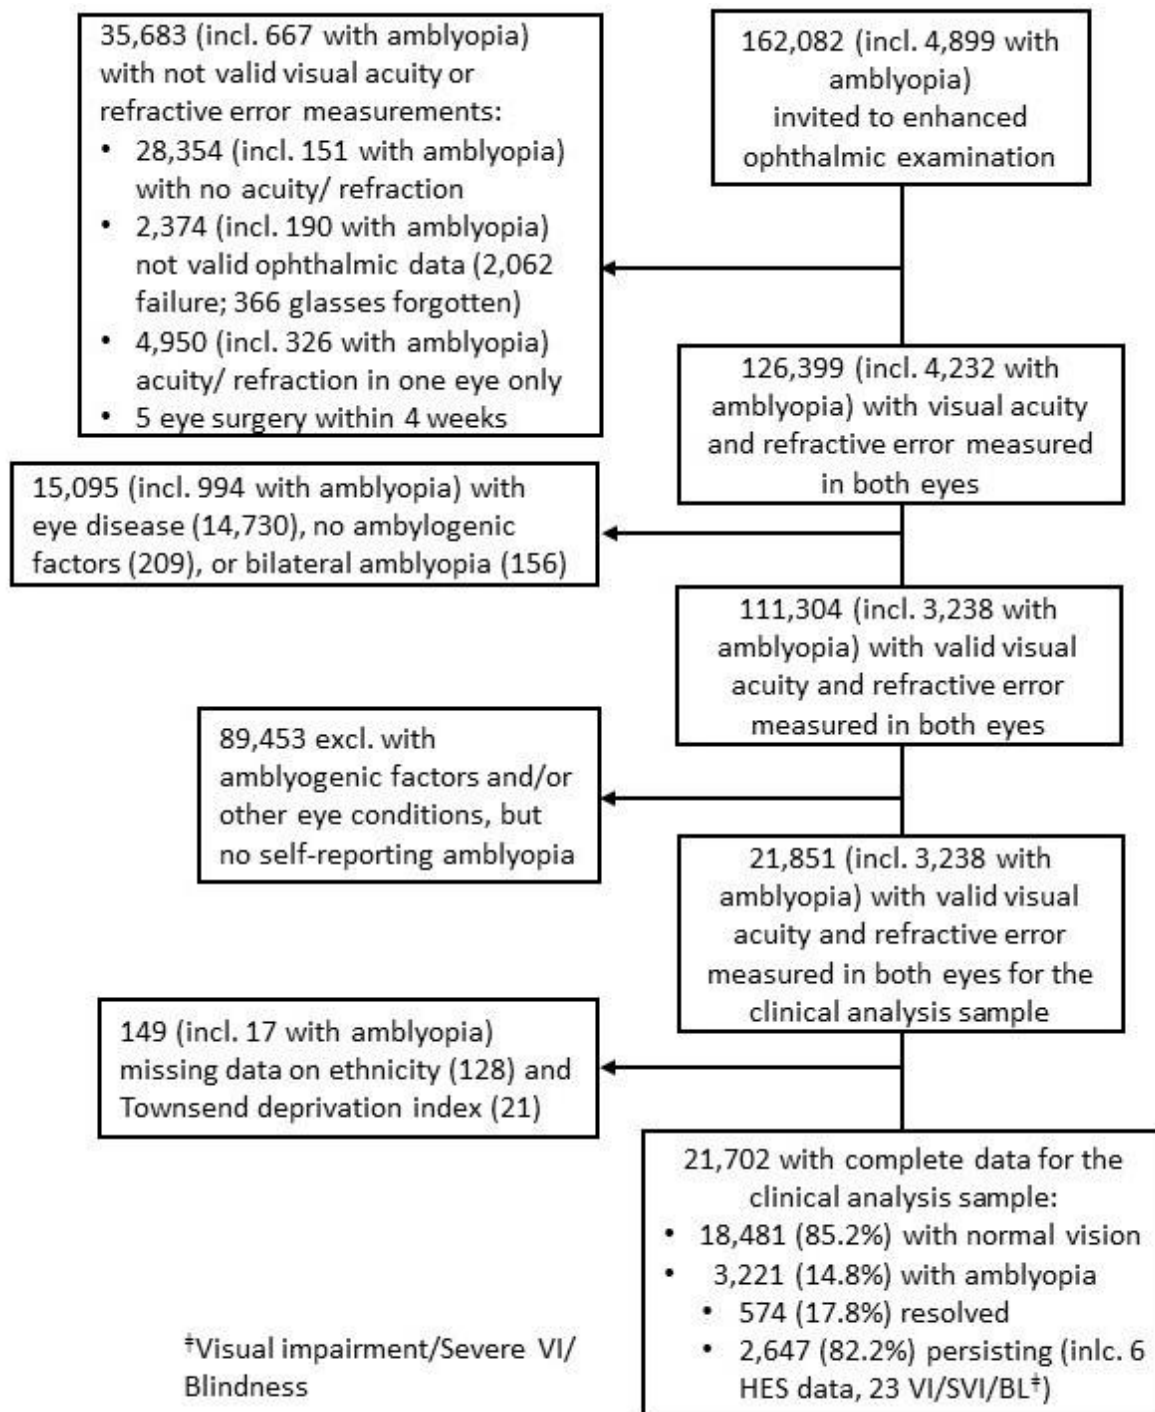 35,683 (incl. 667 with amblyopia)
with not valid visual acuity or
refractive error measurements:
• 28,354 (incl. 151 with amblyopia)
with no acuity/ refraction
• 2,374 (incl. 190 with amblyopia)
not valid ophthalmic data (2,062
failure; 366 glasses forgotten)
• 4,950 (incl. 326 with amblyopia)
acuity/ refraction in one eye only
• 5 eye surgery within 4 weeks
162,082 (incl. 4,899 with
amblyopia)
invited to enhanced
ophthalmic examination
126,399 (incl. 4,232 with
amblyopia) with visual acuity
and refractive error measured
in both eyes
15,095 (incl. 994 with amblyopia) with
eye disease (14,730), no ambylogenic
factors (209), or bilateral amblyopia (156)
111,304 (incl. 3,238 with
amblyopia) with valid visual
acuity and refractive error
measured in both eyes
89,453 excl. with
amblyogenic factors and/or
other eye conditions, but
no self-reporting amblyopia
21,851 (incl. 3,238 with
amblyopia) with valid visual
acuity and refractive error
measured in both eyes for the
clinical analysis sample
149 (incl. 17 with amblyopia)
missing data on ethnicity (128) and
Townsend deprivation index (21)
21,702 with complete data for the
clinical analysis sample:
• 18,481 (85.2%) with normal vision
• 3,221 (14.8%) with amblyopia
• 574 (17.8%) resolved
• 2,647 (82.2%) persisting (inlc. 6
HES data, 23 VI/SVI/BL‡)
‡Visual impairment/Severe VI/
Blindness